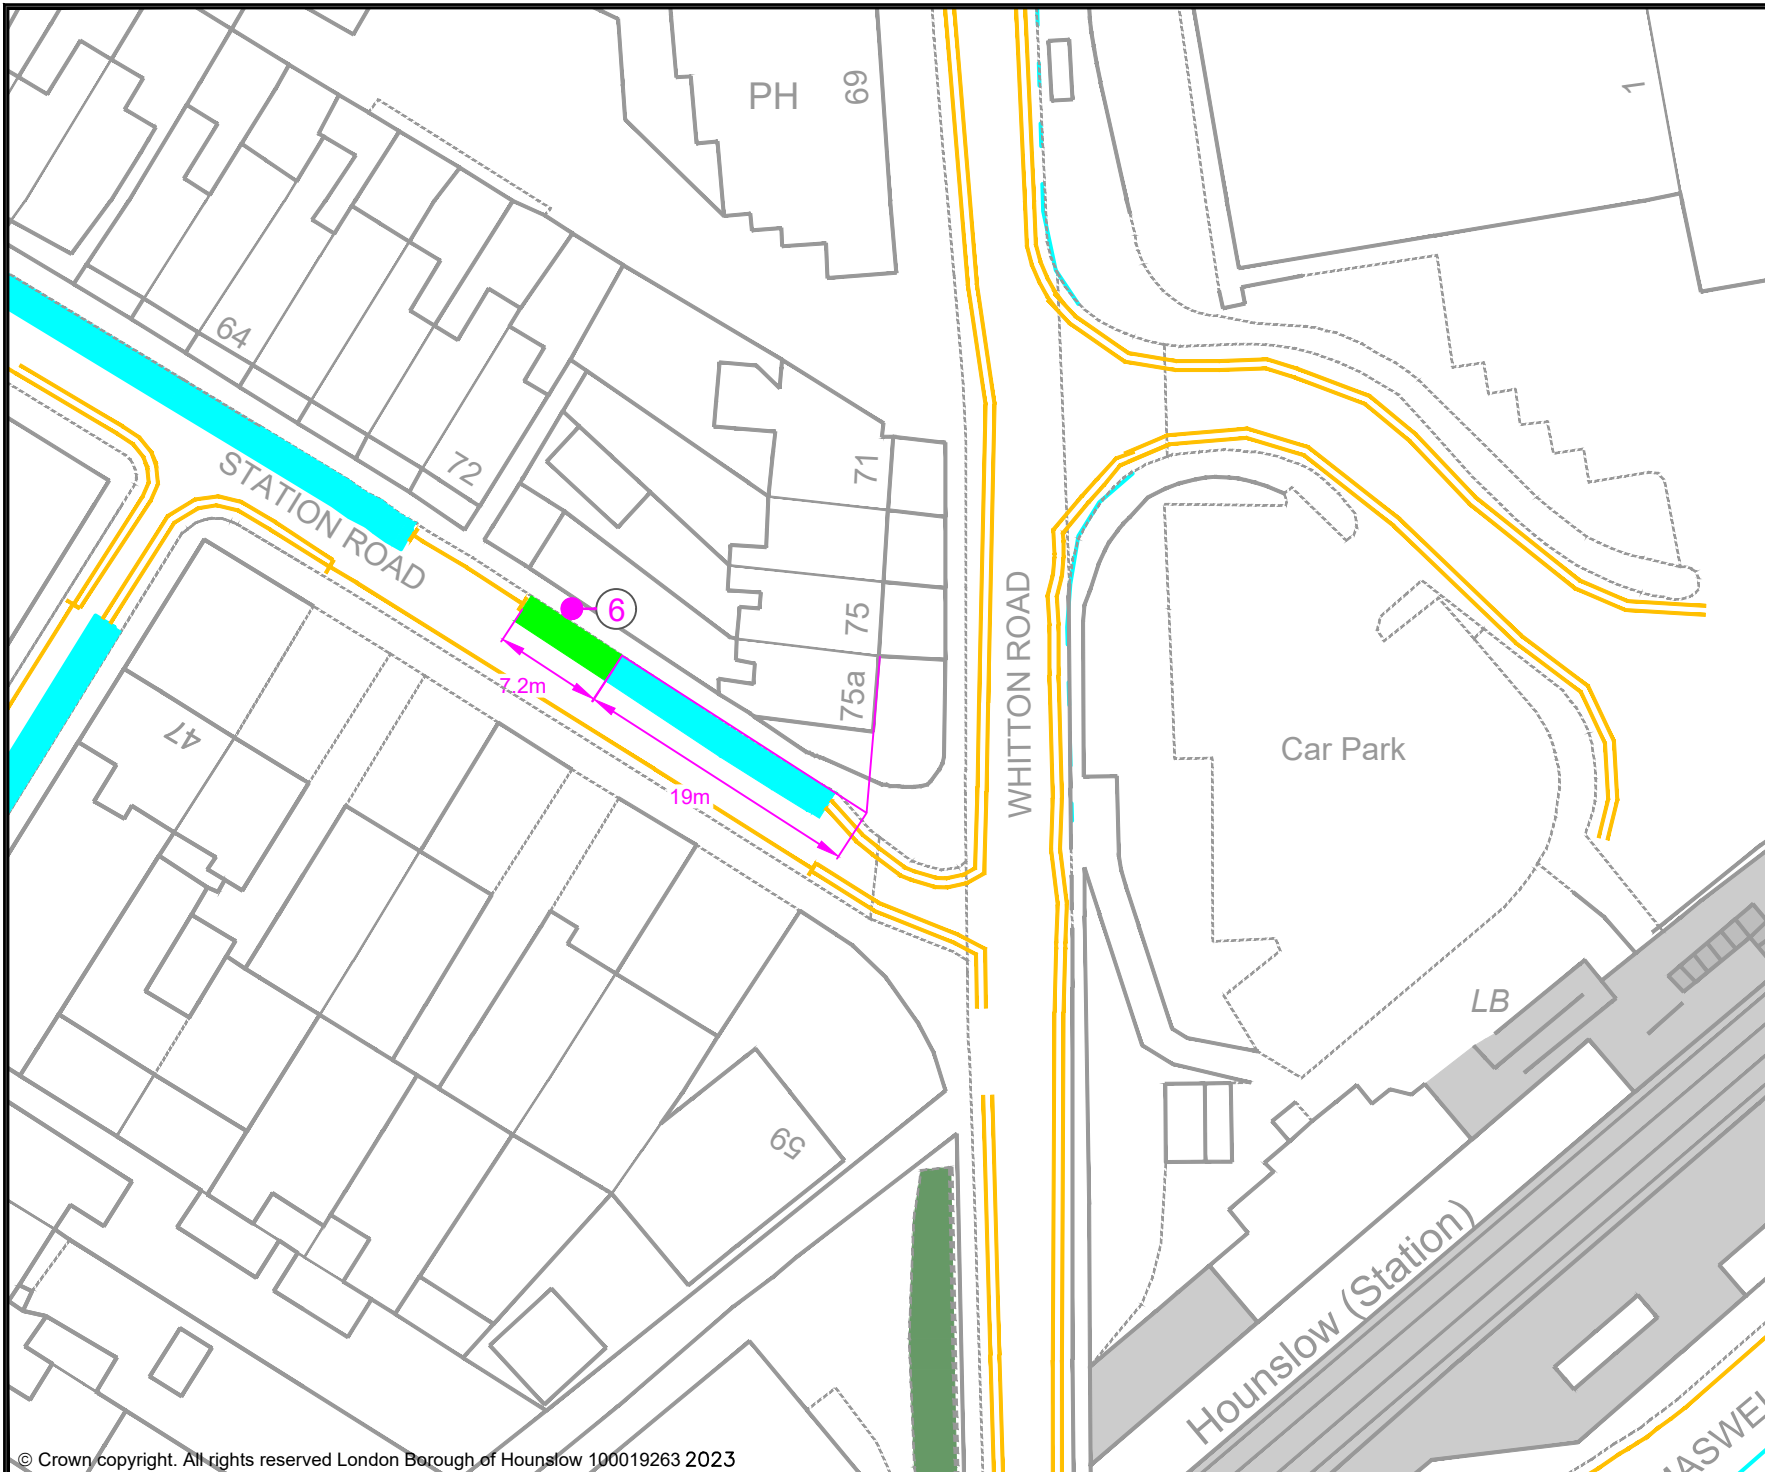 PH
69
1
64
72
STATION ROAD
71
6
75
7.2m
75a
WHITTON ROAD
47
Car Park
19m
LB
59
Hounslow (Station)
© Crown copyright. All rights reserved London Borough of Hounslow 100019263 2023